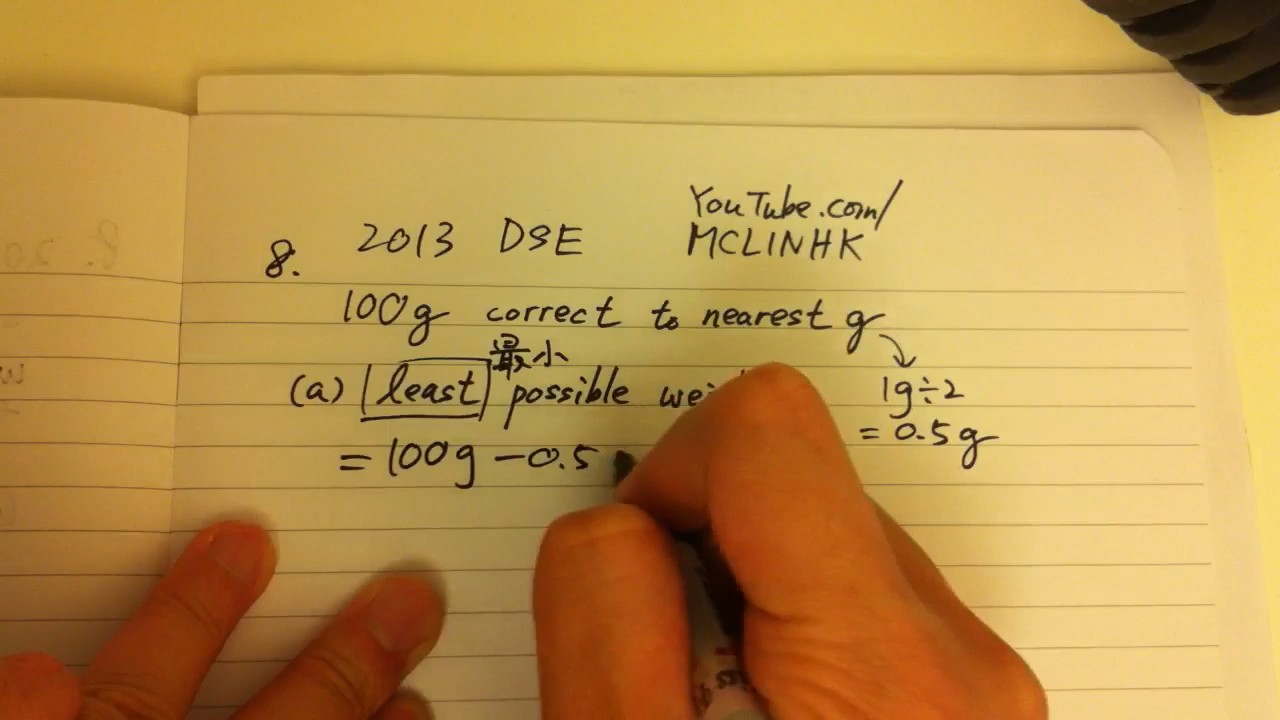 8. 2013 DSE
YouTube.com/
MCLINHK
100g correct to nearest g
最小
(a) least possible
1g÷2
= 0.5g
= 100g - 0.5